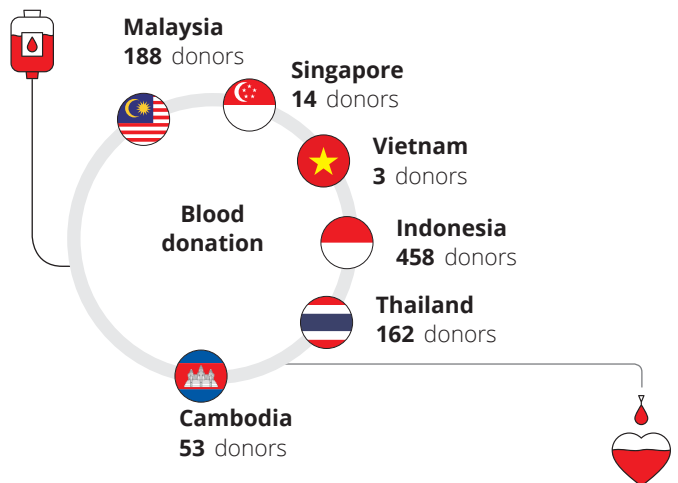 Malaysia
188 donors
Singapore
14 donors
Vietnam
3 donors
Blood
donation
Indonesia
458 donors
Thailand
162 donors
Cambodia
53 donors